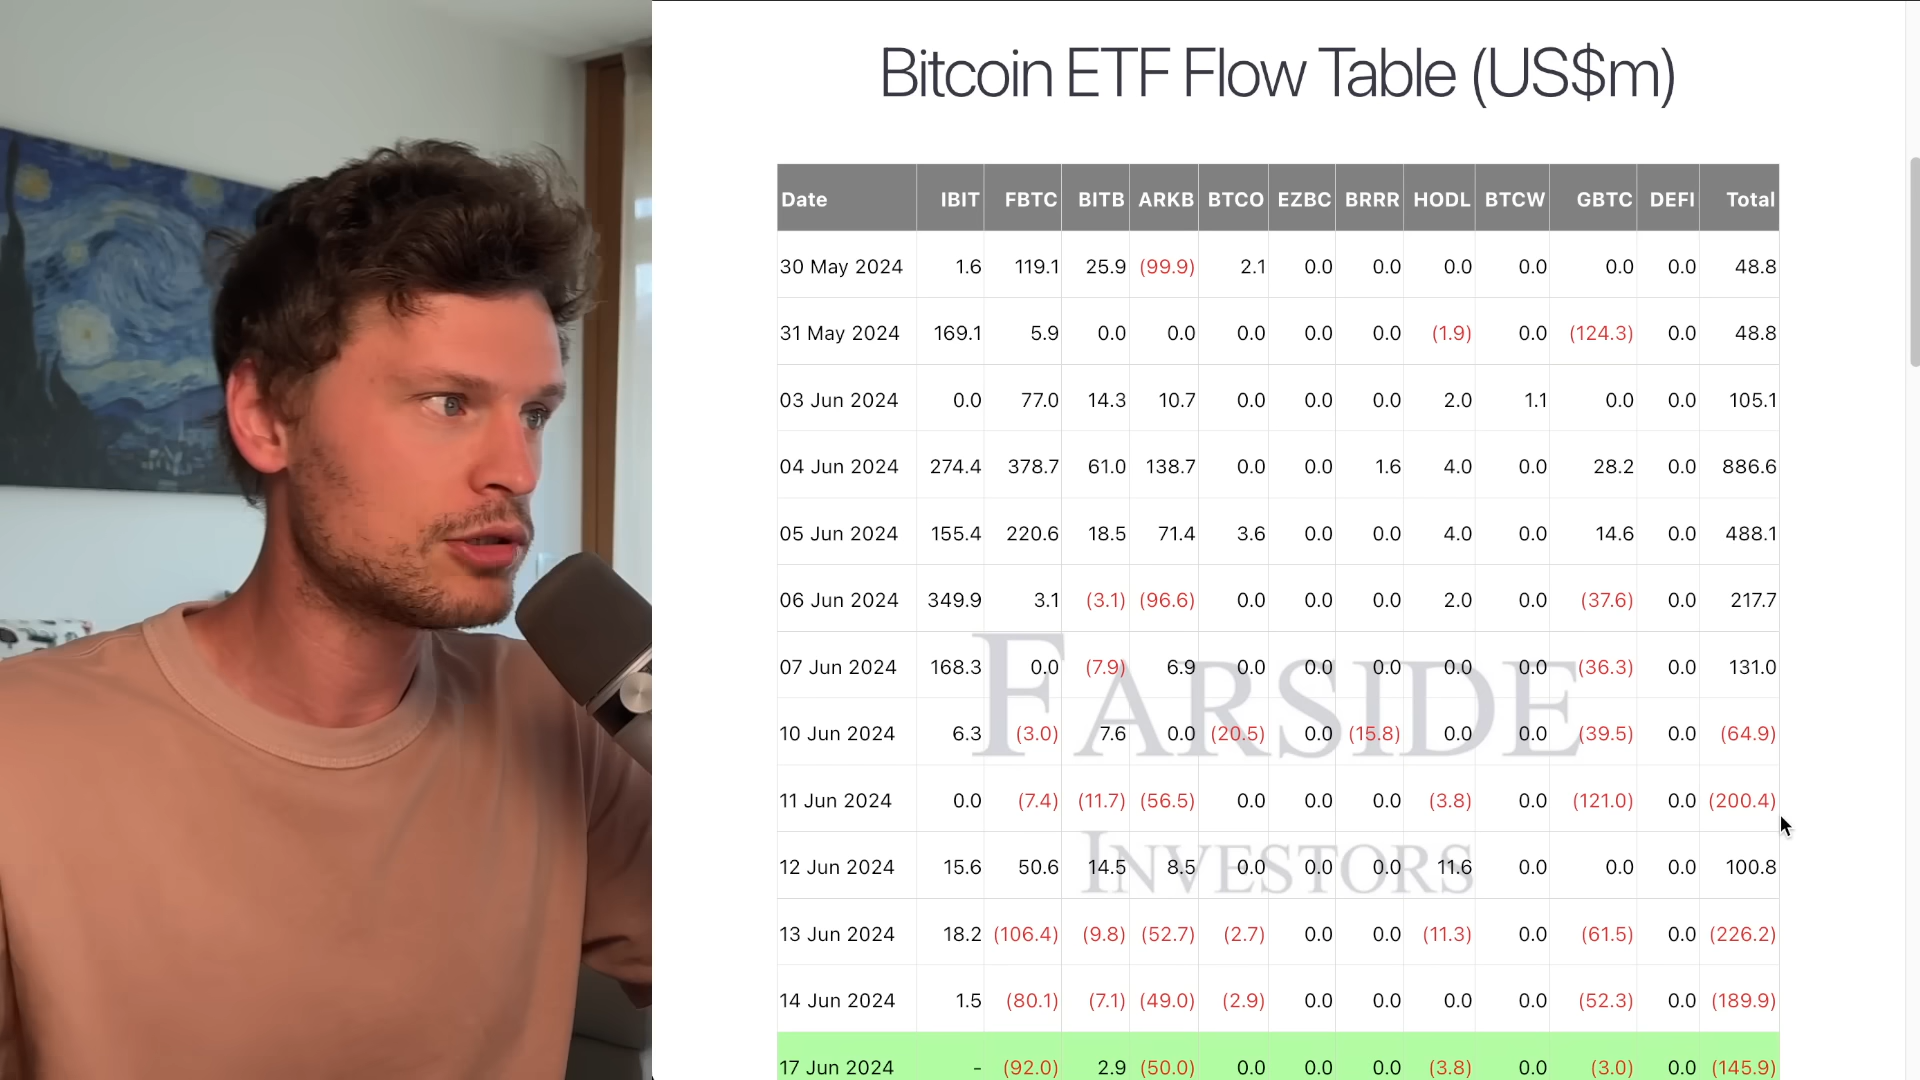 Bitcoin ETF Flow Table (US$m)
Date IBIT FBTC BITB ARKB BTCO EZBC BRRR HODL BTCW GBTC DEFI Total
30 May 2024 1.6 119.1 25.9 (99.9) 2.1 0.0 0.0 0.0 0.0 0.0 0.0 48.8
31 May 2024 169.1 5.9 0.0 0.0 0.0 0.0 0.0 (1.9) 0.0 (124.3) 0.0 48.8
03 Jun 2024 0.0 77.0 14.3 10.7 0.0 0.0 0.0 2.0 1.1 0.0 0.0 105.1
04 Jun 2024 274.4 378.7 61.0 138.7 0.0 0.0 1.6 4.0 0.0 28.2 0.0 886.6
05 Jun 2024 155.4 220.6 18.5 71.4 3.6 0.0 0.0 4.0 0.0 14.6 0.0 488.1
06 Jun 2024 349.9 3.1 (3.1) (96.6) 0.0 0.0 0.0 2.0 0.0 (37.6) 0.0 217.7
07 Jun 2024 168.3 0.0 (7.9) 6.9 0.0 0.0 0.0 0.0 0.0 (36.3) 0.0 131.0
FARSIDE
10 Jun 2024 6.3 (3.0) 7.6 0.0 (20.5) 0.0 (15.8) 0.0 0.0 (39.5) 0.0 (64.9)
11 Jun 2024 0.0 (7.4) (11.7) (56.5) 0.0 0.0 0.0 (3.8) 0.0 (121.0) 0.0 (200.4)
12 Jun 2024 15.6 50.6 14.5 8.5 0.0 0.0 0.0 11.6 0.0 0.0 0.0 100.8
INVESTORS
13 Jun 2024 18.2 (106.4) (9.8) (52.7) (2.7) 0.0 0.0 (11.3) 0.0 (61.5) 0.0 (226.2)
14 Jun 2024 1.5 (80.1) (7.1) (49.0) (2.9) 0.0 0.0 0.0 0.0 (52.3) 0.0 (189.9)
17 Jun 2024 - (92.0) 2.9 (50.0) 0.0 0.0 0.0 (3.8) 0.0 (3.0) 0.0 (145.9)